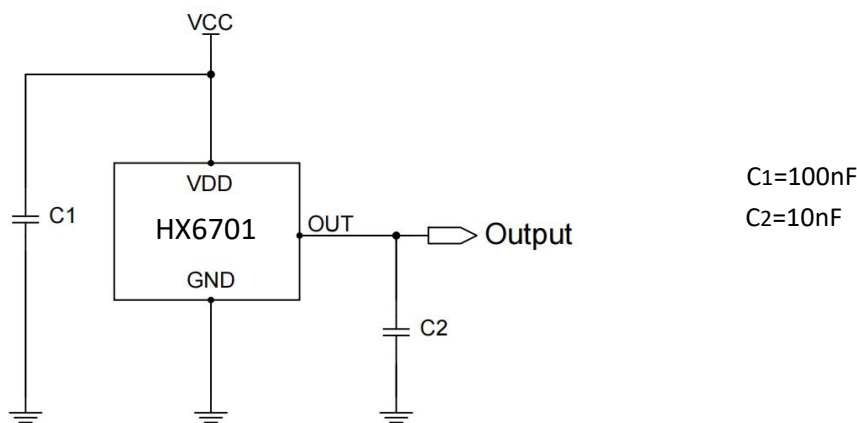 VCC
C1
VDD
HX6701
OUT
GND
Output
C2
C1=100nF
C2=10nF